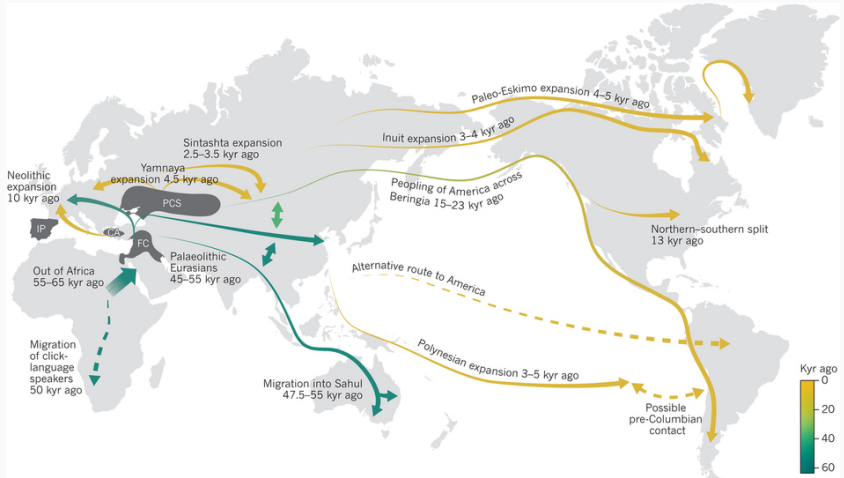 Paleo-Eskimo expansion 4–5 kyr ago
Inuit expansion 3–4 kyr ago
Sintashta expansion
2.5–3.5 kyr ago
Yamnaya
expansion 4.5 kyr ago
Neolithic
expansion
10 kyr ago
PCS
Peopling of America across
Beringia 15–23 kyr ago
IP
CA
FC
Northern–southern split
13 kyr ago
Palaeolithic
Eurasians
45–55 kyr ago
Out of Africa
55–65 kyr ago
Alternative route to America
Migration
of click-
language
speakers
50 kyr ago
Polynesian expansion 3–5 kyr ago
Migration into Sahul
47.5–55 kyr ago
Possible
pre-Columbian
contact
Kyr ago
0
20
40
60